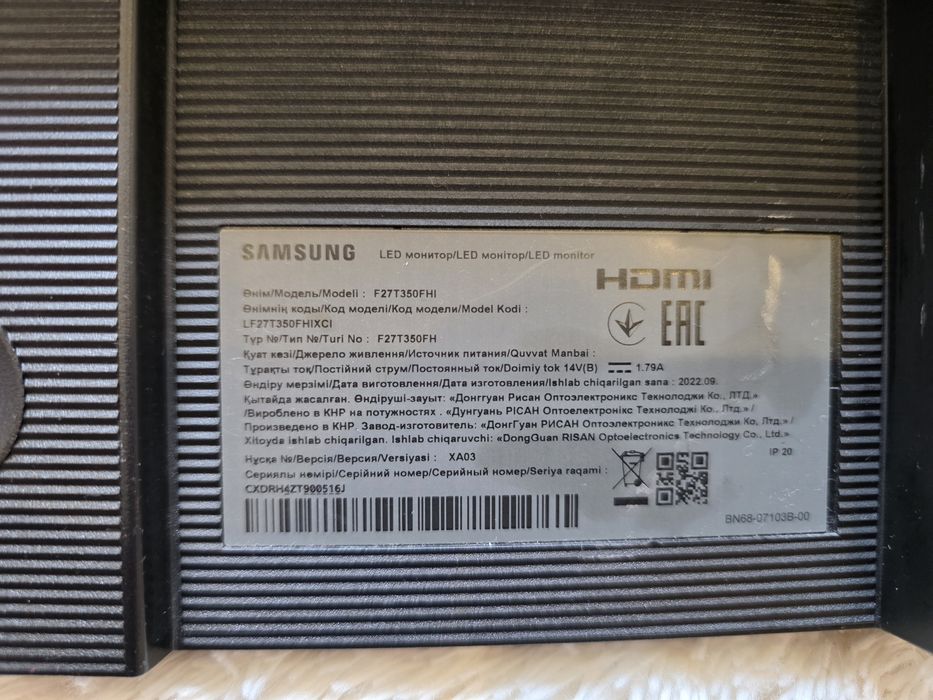 SAMSUNG LED монитор/LED монітор/LED monitor
HDMI
Өнім/Модель/Modeli : F27T350FHI
Өнімнің коды/Код моделі/Код модели/Model Kodi :
LF27T350FHIXCI
EAC
Түр №/Тип №/Turi No : F27T350FH
Қуат көзі/Джерело живлення/Источник питания/Quvvat Manbai :
Тұрақты ток/Постійний струм/Постоянный ток/Doimiy tok 14V(В) 1.79A
Өндіру мерзімі/Дата виготовлення/Дата изготовления/Ishlab chiqarilgan sana : 2022.09.
Қытайда жасалған. Өндіруші-зауыт: «Донггуан Рисан Оптоэлектроникс Текнолоджи Ко., ЛТД.»
/Вироблено в КНР на потужностях . «Дунгуань РІСАН Оптоелектронікс Технолоджі Ко., Лтд.» /
Произведено в КНР. Завод-изготовитель: «ДонгГуан РИСАН Оптоэлектроникс Текнолоджи Ко, Лтд.» /
Xitoyda ishlab chiqarilgan. Ishlab chiqaruvchi: «DongGuan RISAN Optoelectronics Technology Co., Ltd.»
IP 20
Нұсқа №/Версія/Версия/Versiyasi : XA03
Сериялы нөмірі/Серійний номер/Серийный номер/Seriya raqami :
CXDRH4ZT900516J
BN68-07103B-00